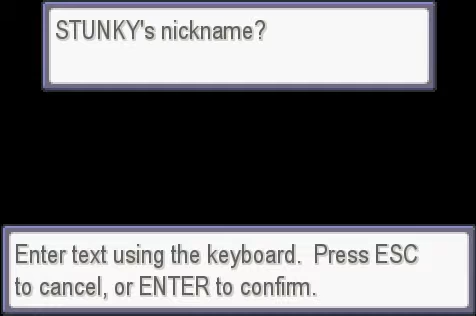 STUNKY's nickname?
Enter text using the keyboard.  Press ESC
to cancel, or ENTER to confirm.